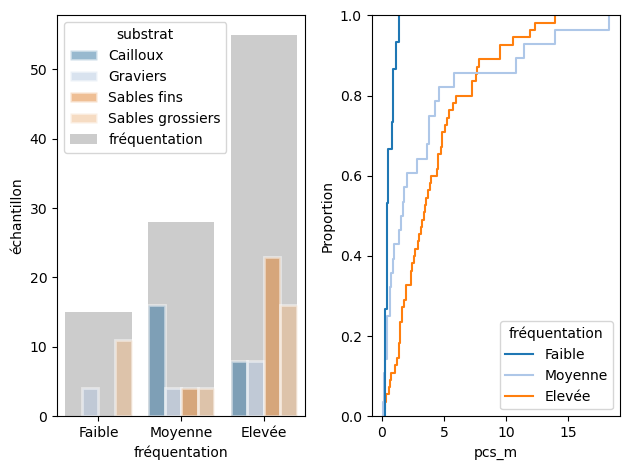 substrat
Cailloux
Graviers
Sables fins
Sables grossiers
fréquentation
50
40
30
20
10
0
échantillon
Faible
Moyenne
Elevée
fréquentation
1.0
0.8
0.6
0.4
0.2
0.0
Proportion
fréquentation
Faible
Moyenne
Elevée
0
5
10
15
pcs_m